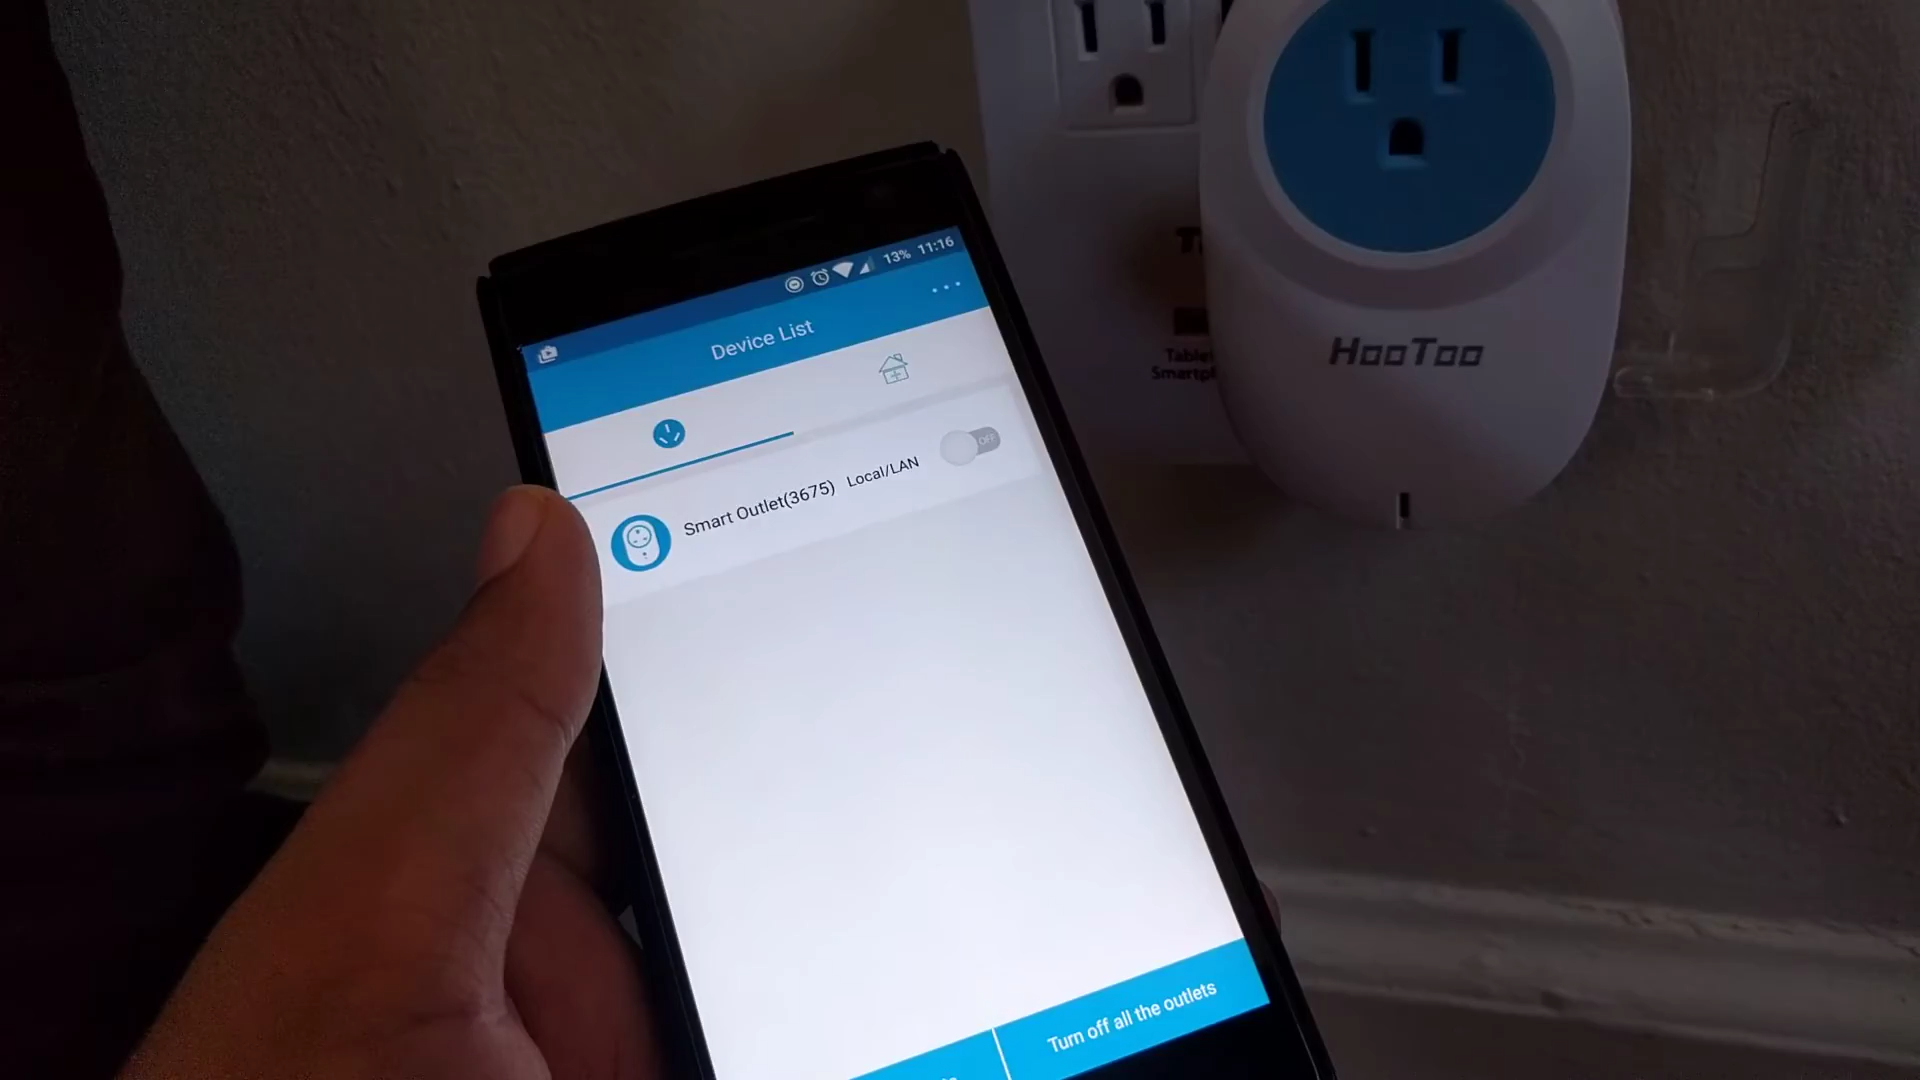 13% 11:16
Device List
Smart Outlet(3675) Local/LAN OFF
Turn off all the outlets
HooToo